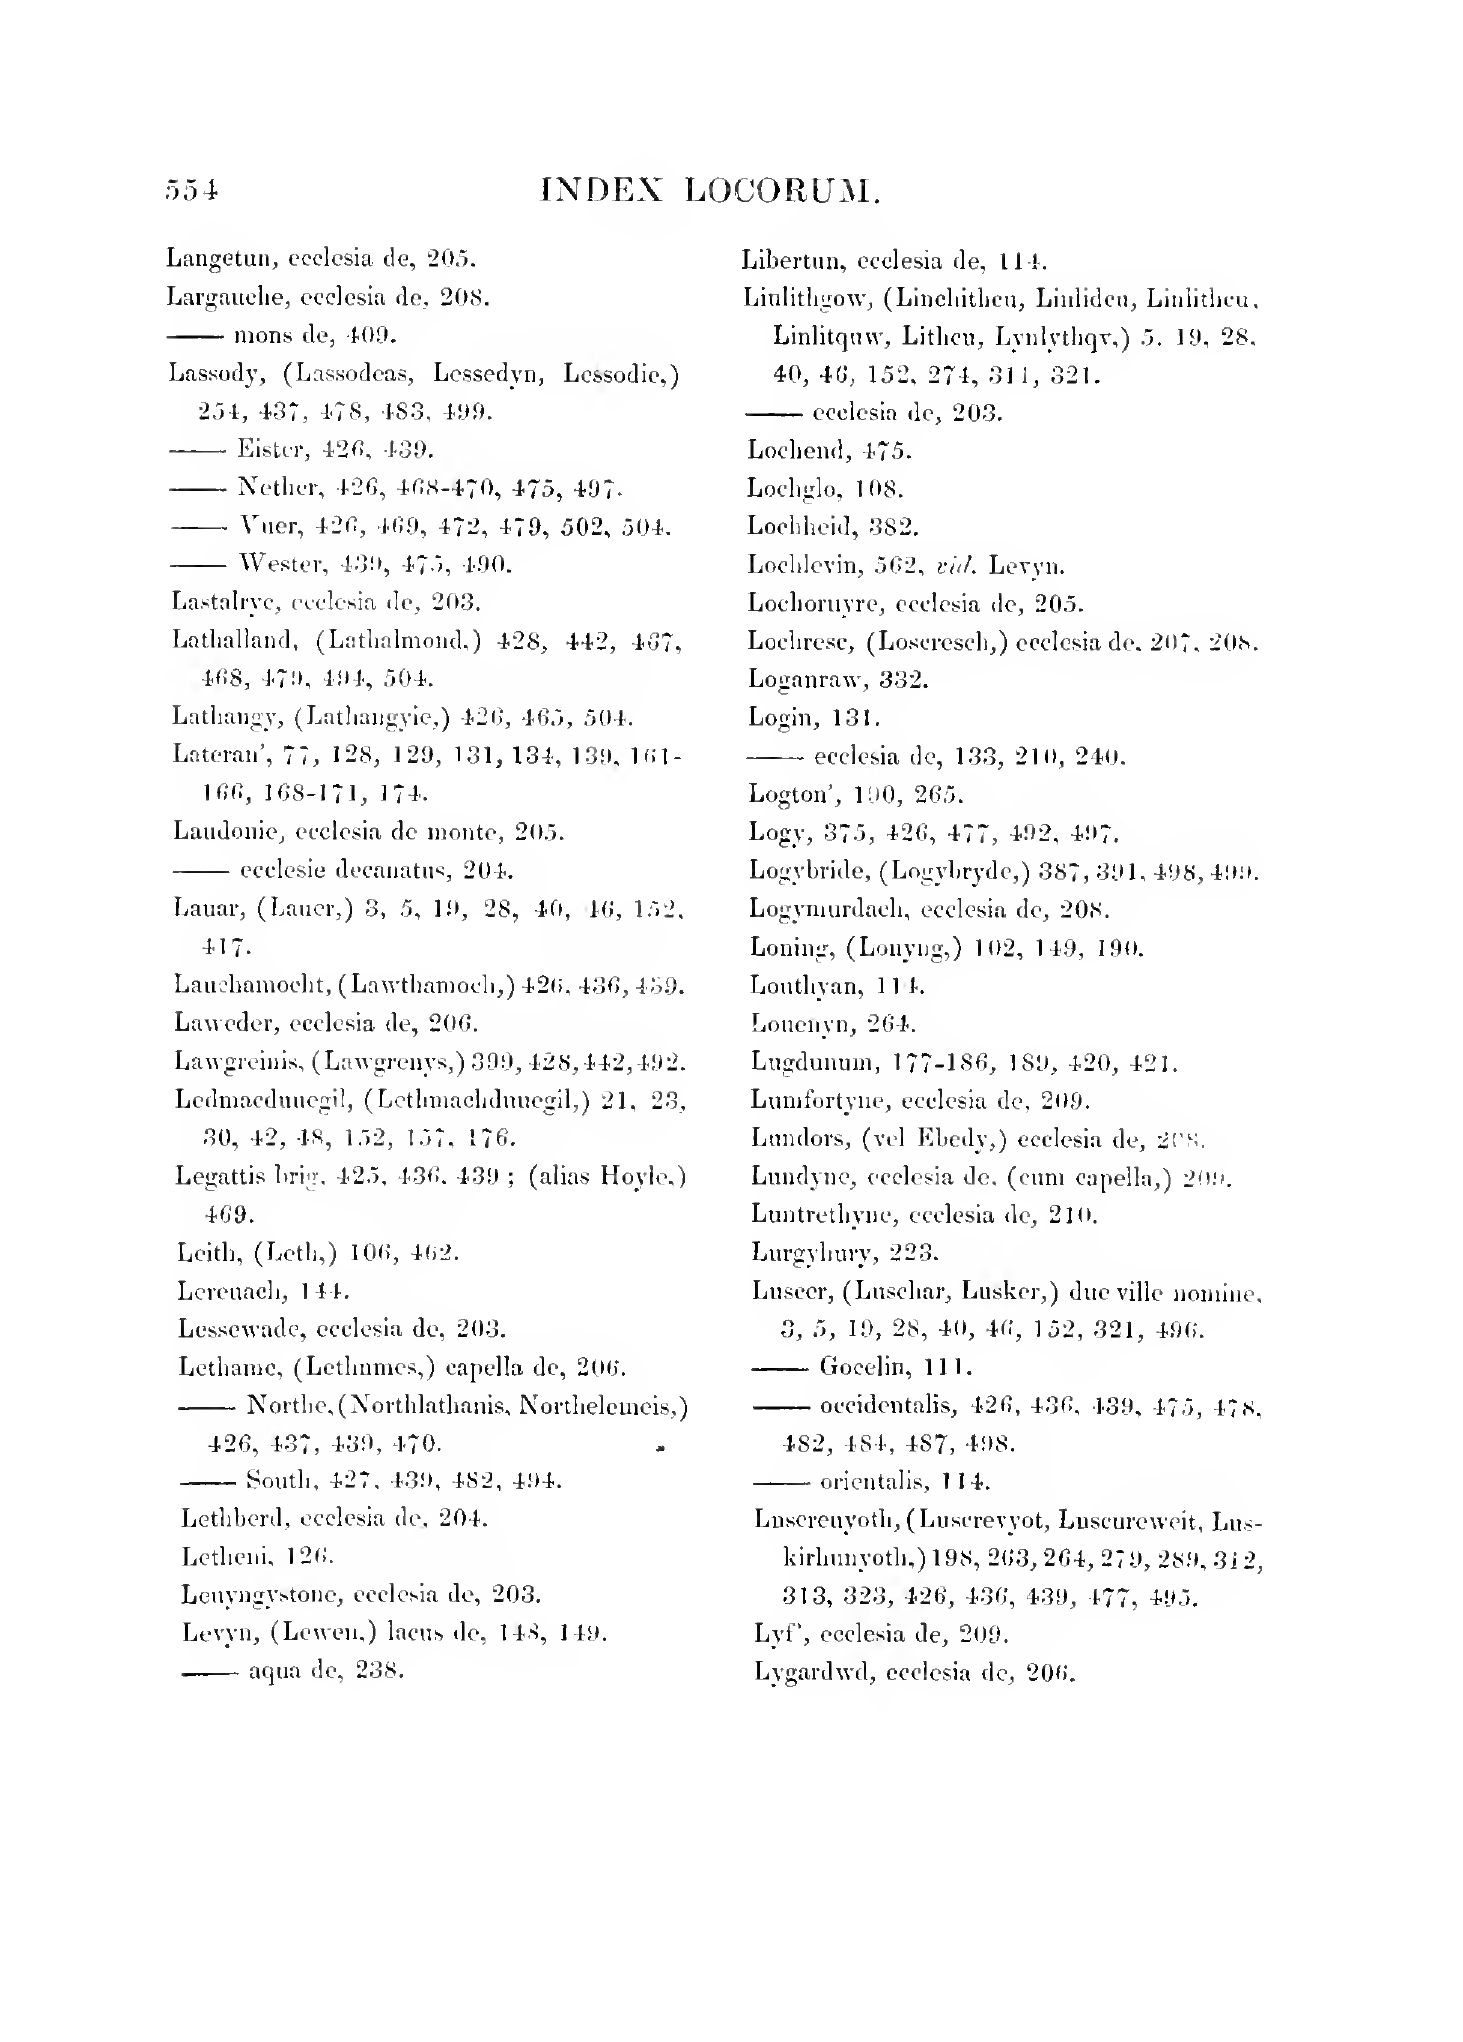 554
INDEX LOCORUM.
Langetun, ecclesia de, 205.
Largauche, ecclesia de, 208.
—— mons de, 409.
Lassody, (Lassodeas, Lessedyn, Lessodie,)
254, 437, 478, 483, 499.
—— Eister, 426, 439.
—— Nether, 426, 468-470, 475, 497.
—— Vuer, 426, 469, 472, 479, 502, 504.
—— Wester, 439, 475, 490.
Lastalryc, ecclesia de, 203.
Lathalland, (Lathalmond,) 428, 442, 467,
468, 479, 494, 504.
Lathangy, (Lathangyie,) 426, 465, 504.
Lateran’, 77, 128, 129, 131, 134, 139, 161-
166, 168-171, 174.
Laudonie, ecclesia de monte, 205.
—— ecclesie decanatus, 204.
Lauar, (Lauer,) 3, 5, 19, 28, 40, 46, 152,
417.
Lauchamocht, (Lawthamoch,) 426, 436, 439.
Laweder, ecclesia de, 206.
Lawgreinis, (Lawgrenys,) 399, 428, 442, 492.
Ledmacduuegil, (Lethmachduuegil,) 21, 23,
30, 42, 48, 152, 157, 176.
Legattis brig, 425, 436, 439 ; (alias Hoyle,)
469.
Leith, (Leth,) 106, 462.
Lereuach, 144.
Lessewade, ecclesia de, 203.
Lethame, (Lethumes,) capella de, 206.
—— Northe, (Northlathanis, Northelemeis,)
426, 437, 439, 470.
—— South, 427, 439, 482, 494.
Lethberd, ecclesia de, 204.
Letheni, 126.
Leuyngystone, ecclesia de, 203.
Levyn, (Lewen,) lacus de, 148, 149.
—— aqua de, 238.
Libertun, ecclesia de, 114.
Linlithgow, (Linchitheu, Linliden, Linlitheu,
Linlitquw, Litheu, Lynlythqv,) 5, 19, 28,
40, 46, 152, 274, 311, 321.
—— ecclesia de, 203.
Lochend, 475.
Lochglo, 108.
Lochheid, 382.
Lochlevin, 562, vid. Levyn.
Lochoruyre, ecclesia de, 205.
Lochresc, (Loscresch,) ecclesia de, 207, 208.
Loganraw, 332.
Login, 131.
—— ecclesia de, 133, 210, 240.
Logton’, 190, 265.
Logy, 375, 426, 477, 492, 497.
Logybride, (Logybryde,) 387, 391, 498, 499.
Logymurdach, ecclesia de, 208.
Loning, (Lonyng,) 102, 149, 190.
Louthyan, 114.
Louenyn, 264.
Lugdunum, 177-186, 189, 420, 421.
Lumfortyne, ecclesia de, 209.
Lundors, (vel Ebedy,) ecclesia de, 208.
Lundyne, ecclesia de, (cum capella,) 209.
Luntrethyne, ecclesia de, 210.
Lurgyhury, 223.
Luscer, (Luschar, Lusker,) due ville nomine,
3, 5, 19, 28, 40, 46, 152, 321, 496.
—— Gocelin, 111.
—— occidentalis, 426, 436, 439, 475, 478,
482, 484, 487, 498.
—— orientalis, 114.
Luscreuyoth, (Luscrevyot, Luscureweit, Lus-
kirhunyoth,) 198, 263, 264, 279, 289, 312,
313, 323, 426, 436, 439, 477, 495.
Lyf’, ecclesia de, 209.
Lygardwd, ecclesia de, 206.